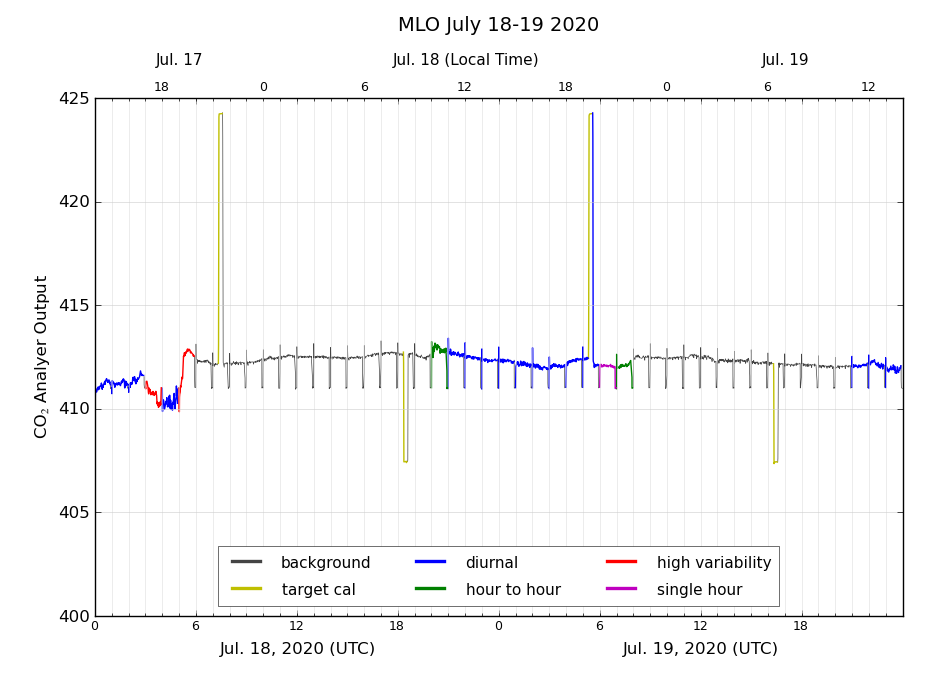 MLO July 18-19 2020
Jul. 17 Jul. 18 (Local Time) Jul. 19
18 0 6 12 18 0 6 12
425
420
415
410
405
400
CO₂ Analyer Output
background diurnal high variability
target cal hour to hour single hour
0 6 12 18 0 6 12 18
Jul. 18, 2020 (UTC) Jul. 19, 2020 (UTC)